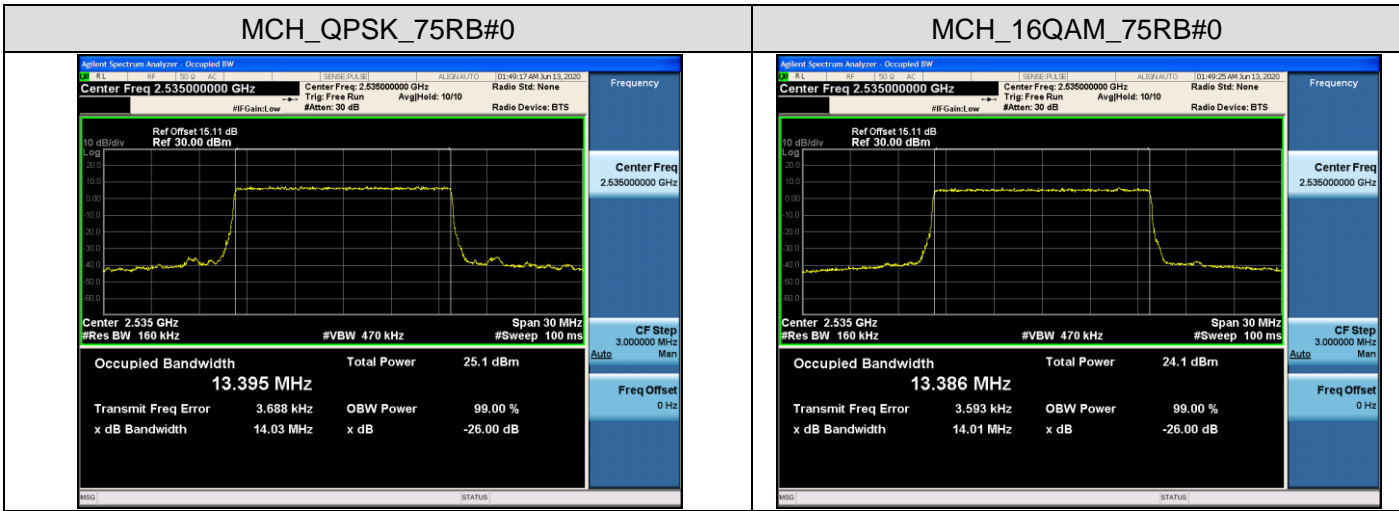 MCH_QPSK_75RB#0
MCH_16QAM_75RB#0
Agilent Spectrum Analyzer - Occupied BW
RL RF 50 Ω AC SENSE:PULSE ALIGNAUTO 01:49:17 AM Jun 13, 2020
Center Freq 2.535000000 GHz
Center Freq: 2.535000000 GHz
Radio Std: None
Trig: Free Run Avg|Hold: 10/10
#IFGain:Low
#Atten: 30 dB
Radio Device: BTS
Ref Offset 15.11 dB
10 dB/div Ref 30.00 dBm
Log
20.0
10.0
0.00
-10.0
-20.0
-30.0
-40.0
-50.0
-60.0
Center 2.535 GHz Span 30 MHz
#Res BW 160 kHz #VBW 470 kHz #Sweep 100 ms
Occupied Bandwidth Total Power 25.1 dBm
13.395 MHz
Transmit Freq Error 3.688 kHz OBW Power 99.00 %
x dB Bandwidth 14.03 MHz x dB -26.00 dB
MSG STATUS
Frequency
Center Freq
2.535000000 GHz
CF Step
3.000000 MHz
Auto Man
Freq Offset
0 Hz
Agilent Spectrum Analyzer - Occupied BW
RL RF 50 Ω AC SENSE:PULSE ALIGNAUTO 01:49:25 AM Jun 13, 2020
Center Freq 2.535000000 GHz
Center Freq: 2.535000000 GHz
Radio Std: None
Trig: Free Run Avg|Hold: 10/10
#IFGain:Low
#Atten: 30 dB
Radio Device: BTS
Ref Offset 15.11 dB
10 dB/div Ref 30.00 dBm
Log
20.0
10.0
0.00
-10.0
-20.0
-30.0
-40.0
-50.0
-60.0
Center 2.535 GHz Span 30 MHz
#Res BW 160 kHz #VBW 470 kHz #Sweep 100 ms
Occupied Bandwidth Total Power 24.1 dBm
13.386 MHz
Transmit Freq Error 3.593 kHz OBW Power 99.00 %
x dB Bandwidth 14.01 MHz x dB -26.00 dB
MSG STATUS
Frequency
Center Freq
2.535000000 GHz
CF Step
3.000000 MHz
Auto Man
Freq Offset
0 Hz